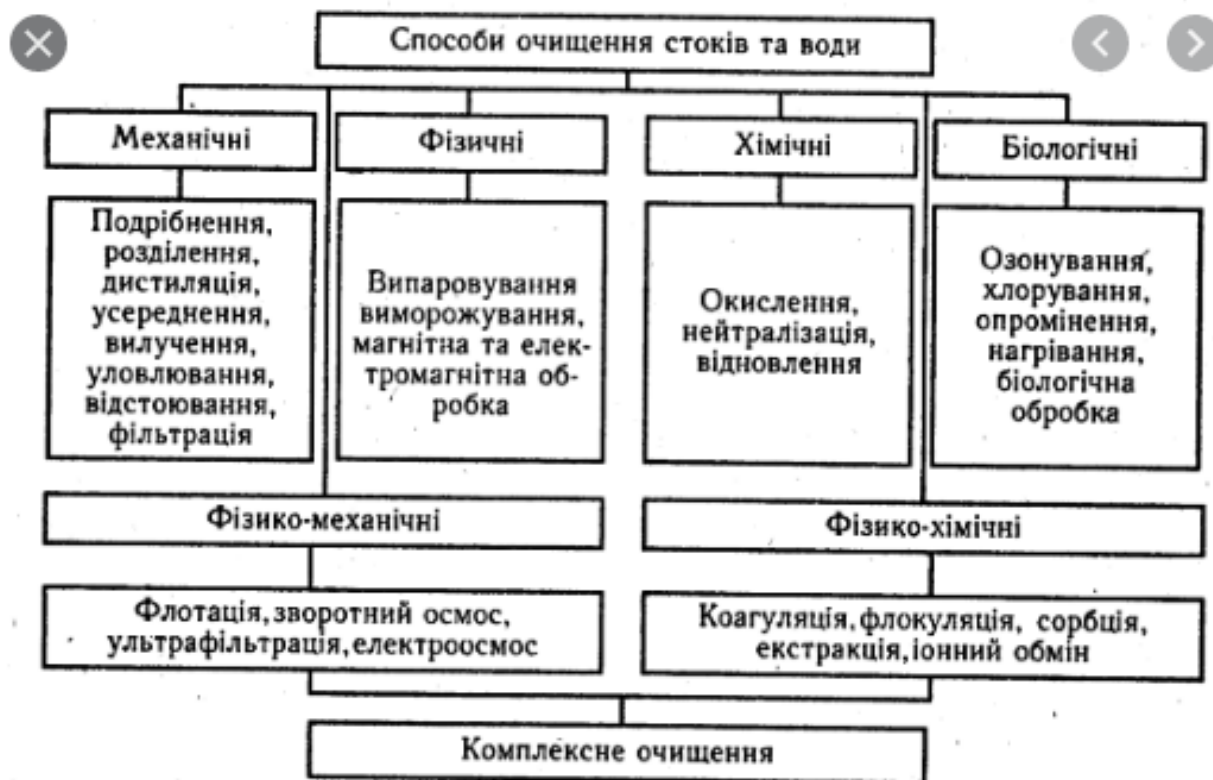 Способи очищення стоків та води
Механічні
Фізичні
Хімічні
Біологічні
Подрібнення,
розділення,
дистиляція,
усереднення,
вилучення,
уловлювання,
відстоювання,
фільтрація
Випаровування
виморожування,
магнітна та елек-
тромагнітна об-
робка
Окислення,
нейтралізація,
відновлення
Озонування,
хлорування,
опромінення,
нагрівання,
біологічна
обробка
Фізико-механічні
Фізико-хімічні
Флотація, зворотний осмос,
ультрафільтрація, електроосмос
Коагуляція, флокуляція, сорбція,
екстракція, іонний обмін
Комплексне очищення